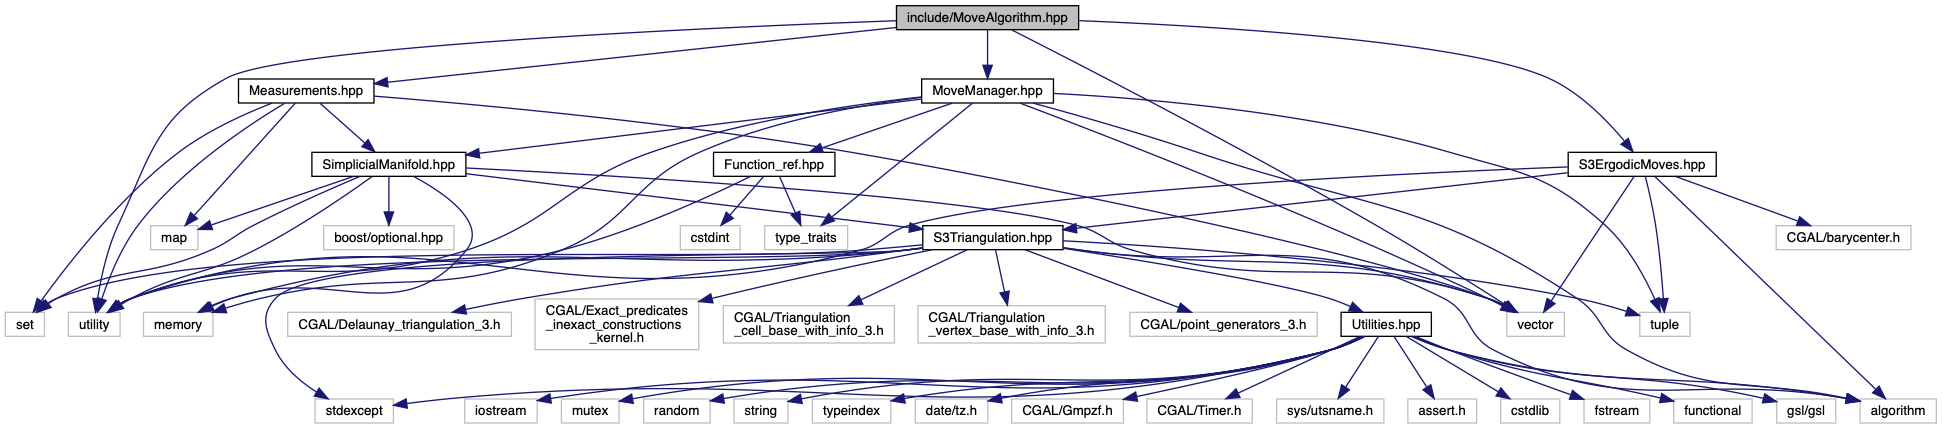 include/MoveAlgorithm.hpp
Measurements.hpp
MoveManager.hpp
SimplicialManifold.hpp
Function_ref.hpp
S3ErgodicMoves.hpp
map
boost/optional.hpp
cstdint
type_traits
S3Triangulation.hpp
CGAL/barycenter.h
set
utility
memory
CGAL/Delaunay_triangulation_3.h
CGAL/Exact_predicates
_inexact_constructions
_kernel.h
CGAL/Triangulation
_cell_base_with_info_3.h
CGAL/Triangulation
_vertex_base_with_info_3.h
CGAL/point_generators_3.h
Utilities.hpp
vector
tuple
stdexcept
iostream
mutex
random
string
typeindex
date/tz.h
CGAL/Gmpzf.h
CGAL/Timer.h
sys/utsname.h
assert.h
cstdlib
fstream
functional
gsl/gsl
algorithm